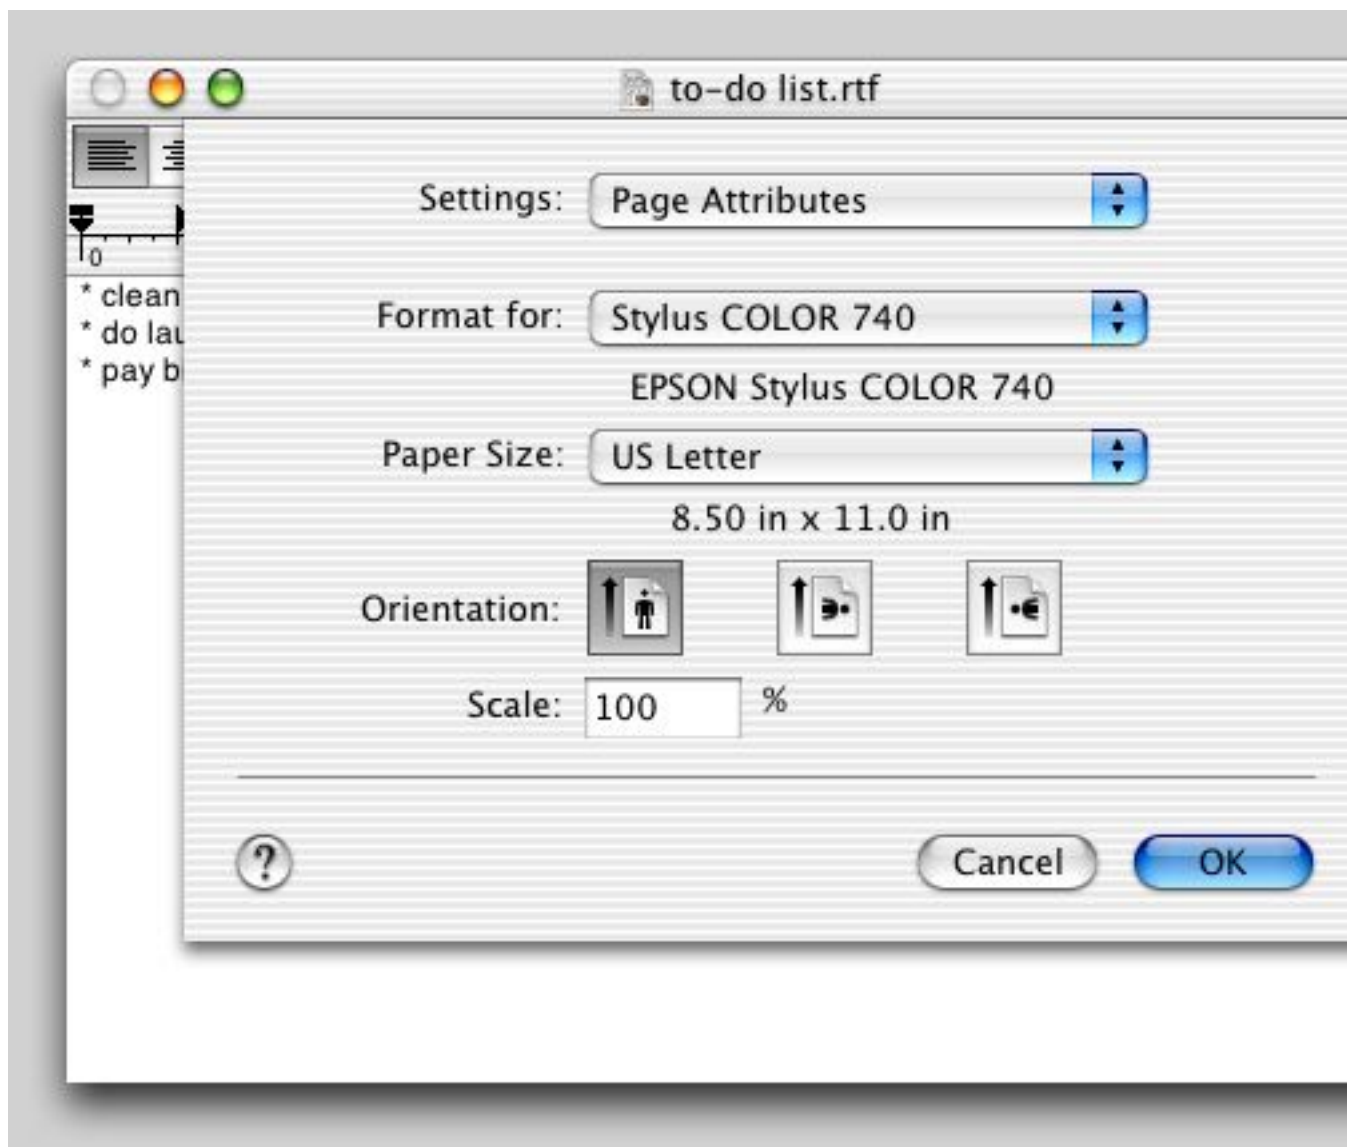 to-do list.rtf
0
* clean
* do lau
* pay b
Settings: Page Attributes
Format for: Stylus COLOR 740
EPSON Stylus COLOR 740
Paper Size: US Letter
8.50 in x 11.0 in
Orientation:
Scale: 100 %
? Cancel OK